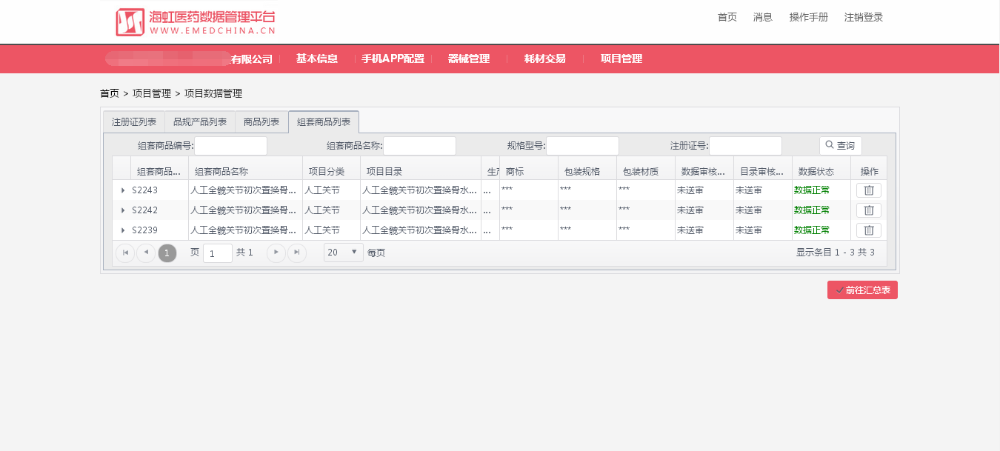 海虹医药数据管理平台
WWW.EMEDCHINA.CN
首页 消息 操作手册 注销登录
有限公司 基本信息 手机APP配置 器械管理 耗材交易 项目管理
首页 > 项目管理 > 项目数据管理
注册证列表 品规产品列表 商品列表 组套商品列表
组套商品编号: 组套商品名称: 规格型号: 注册证号: 查询
组套商品... 组套商品名称 项目分类 项目目录 商标 包装规格 包装材质 数据审核... 目录审核... 数据状态 操作
S2243 人工全髋关节初次置换骨... 人工关节 人工全髋关节初次置换骨水... ... *** *** *** 未送审 未送审 数据正常
S2242 人工全髋关节初次置换骨... 人工关节 人工全髋关节初次置换骨水... ... *** *** *** 未送审 未送审 数据正常
S2239 人工全髋关节初次置换骨... 人工关节 人工全髋关节初次置换骨水... ... *** *** *** 未送审 未送审 数据正常
1 页 1 共 1 20 每页 显示条目 1 - 3 共 3
前往汇总表